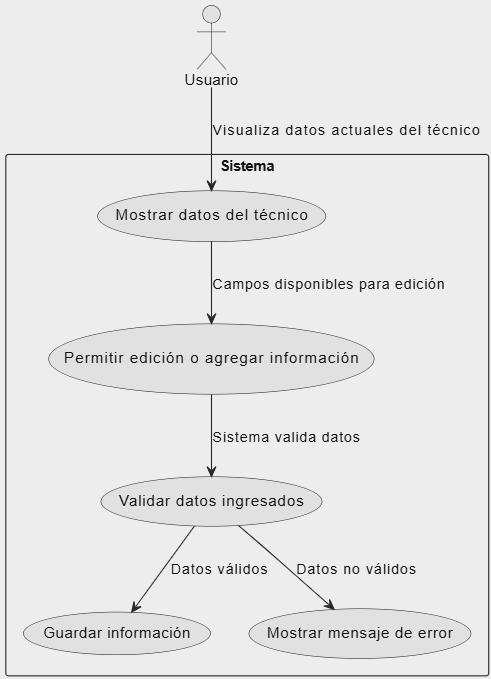 Usuario
Visualiza datos actuales del técnico
Sistema
Mostrar datos del técnico
Campos disponibles para edición
Permitir edición o agregar información
Sistema valida datos
Validar datos ingresados
Datos válidos
Datos no válidos
Guardar información
Mostrar mensaje de error